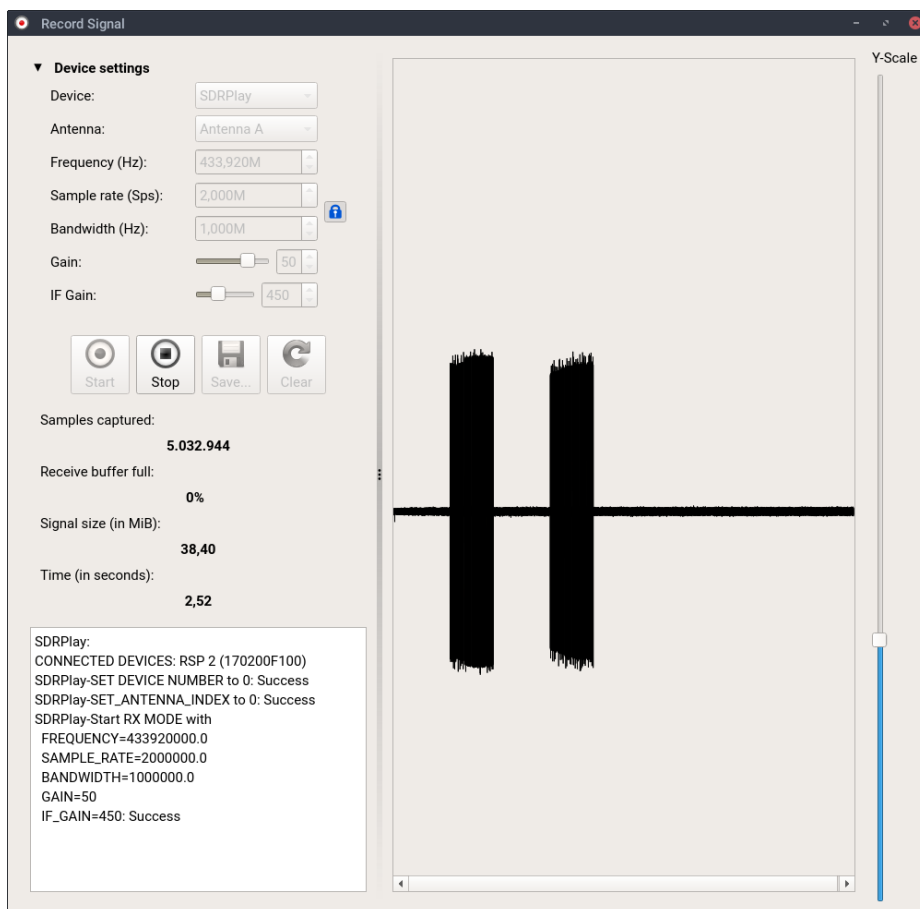 Record Signal
Device settings
Device: SDRPlay
Antenna: Antenna A
Frequency (Hz): 433,920M
Sample rate (Sps): 2,000M
Bandwidth (Hz): 1,000M
Gain: 50
IF Gain: 450
Start Stop Save... Clear
Samples captured:
5.032.944
Receive buffer full:
0%
Signal size (in MiB):
38,40
Time (in seconds):
2,52
SDRPlay:
CONNECTED DEVICES: RSP 2 (170200F100)
SDRPlay-SET DEVICE NUMBER to 0: Success
SDRPlay-SET_ANTENNA_INDEX to 0: Success
SDRPlay-Start RX MODE with
FREQUENCY=433920000.0
SAMPLE_RATE=2000000.0
BANDWIDTH=1000000.0
GAIN=50
IF_GAIN=450: Success
Y-Scale